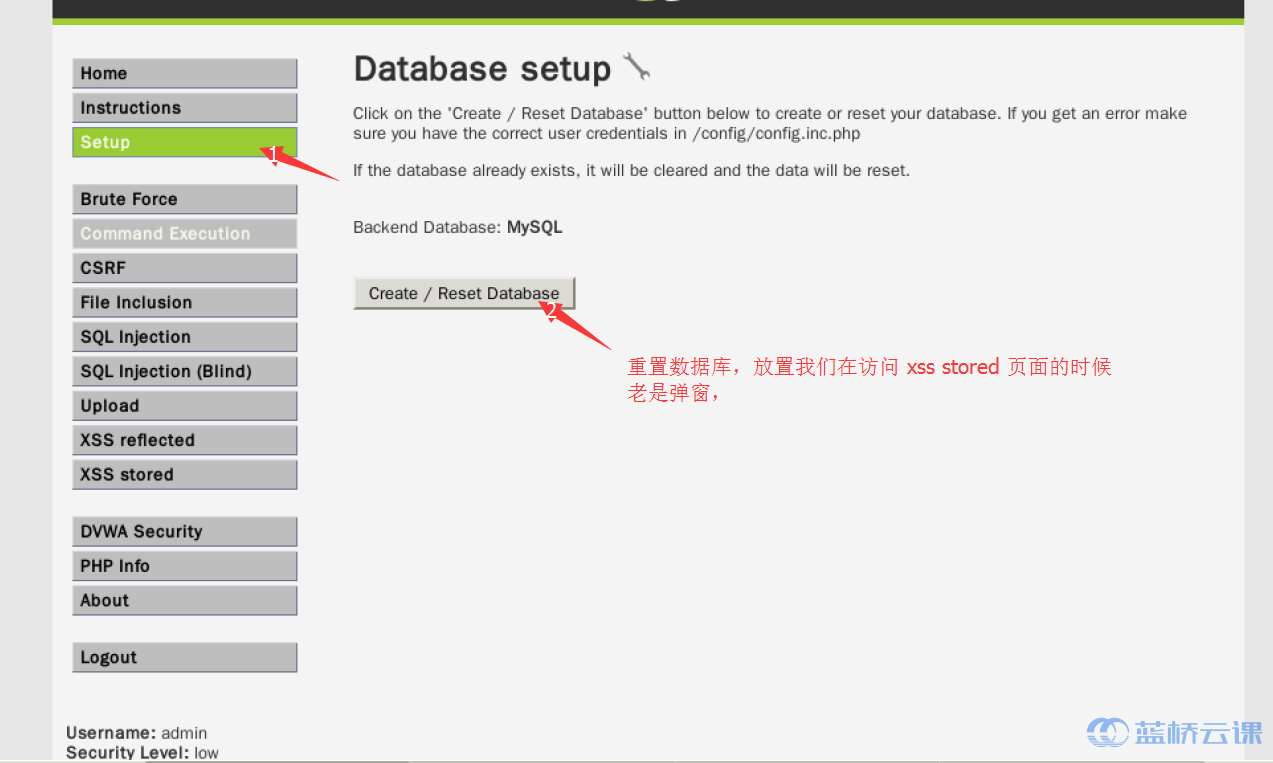 Home
Instructions
Setup
1
Brute Force
Command Execution
CSRF
File Inclusion
SQL Injection
SQL Injection (Blind)
Upload
XSS reflected
XSS stored
DVWA Security
PHP Info
About
Logout
Username: admin
Security Level: low
Database setup
Click on the 'Create / Reset Database' button below to create or reset your database. If you get an error make
sure you have the correct user credentials in /config/config.inc.php
If the database already exists, it will be cleared and the data will be reset.
Backend Database: MySQL
Create / Reset Database
2
重置数据库，放置我们在访问 xss stored 页面的时候
老是弹窗，
蓝桥云课